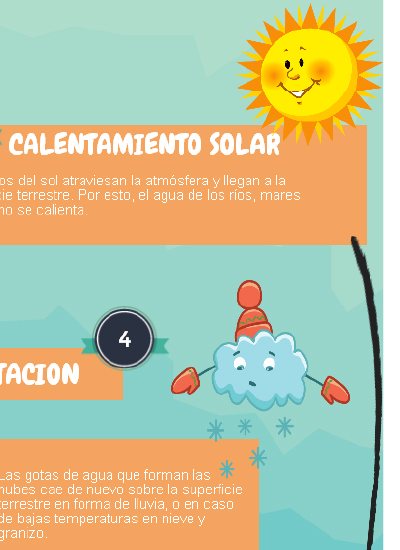 CALENTAMIENTO SOLAR
os del sol atraviesan la atmósfera y llegan a la
cie terrestre. Por esto, el agua de los ríos, mares
no se calienta.
4
TACION
Las gotas de agua que forman las
nubes cae de nuevo sobre la superficie
terrestre en forma de lluvia, o en caso
de bajas temperaturas en nieve y
granizo.